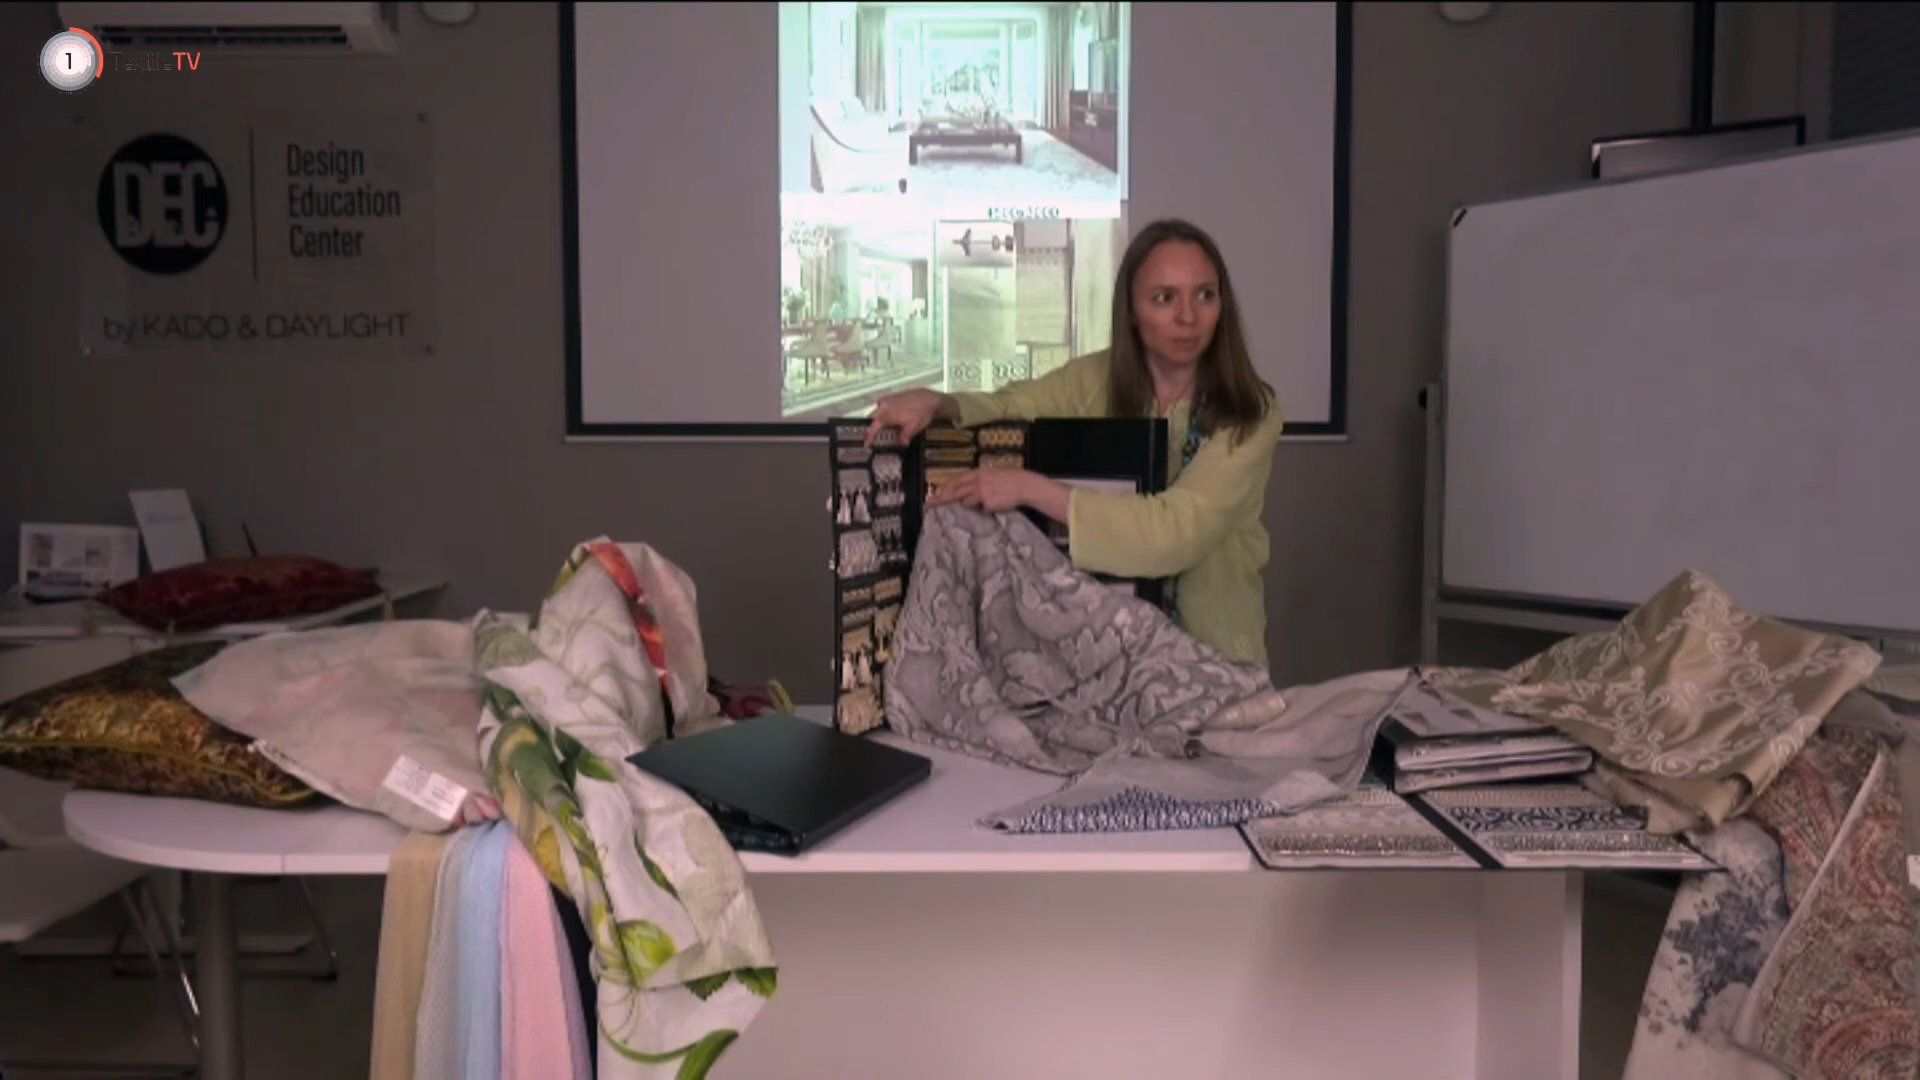 1 TextileTV
DEC
Design
Education
Center
by KADO & DAYLIGHT